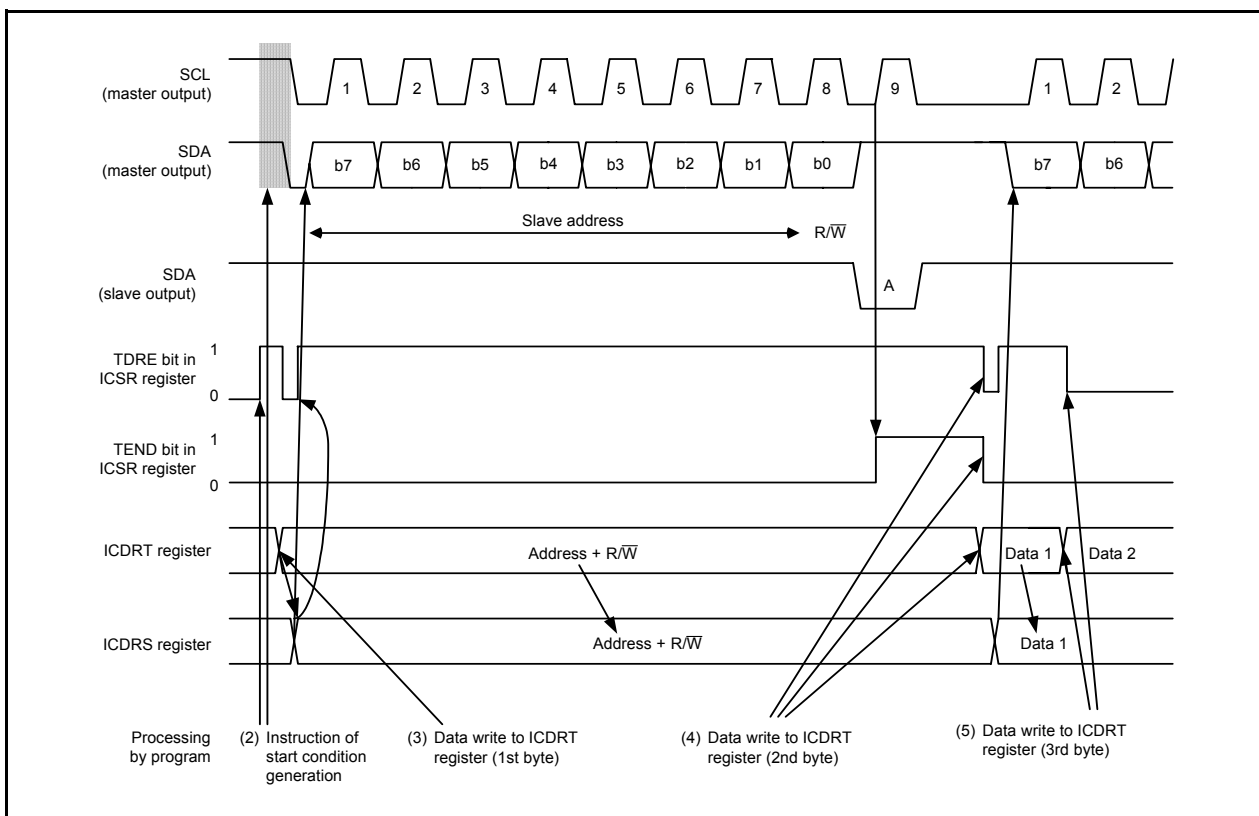 SCL
(master output)
1 2 3 4 5 6 7 8 9 1 2
SDA
(master output)
b7 b6 b5 b4 b3 b2 b1 b0 b7 b6
Slave address R/W̅
SDA
(slave output)
A
TDRE bit in
ICSR register
1
0
TEND bit in
ICSR register
1
0
ICDRT register
Address + R/W̅
Data 1
Data 2
ICDRS register
Address + R/W̅
Data 1
Processing
by program
(2) Instruction of
start condition
generation
(3) Data write to ICDRT
register (1st byte)
(4) Data write to ICDRT
register (2nd byte)
(5) Data write to ICDRT
register (3rd byte)